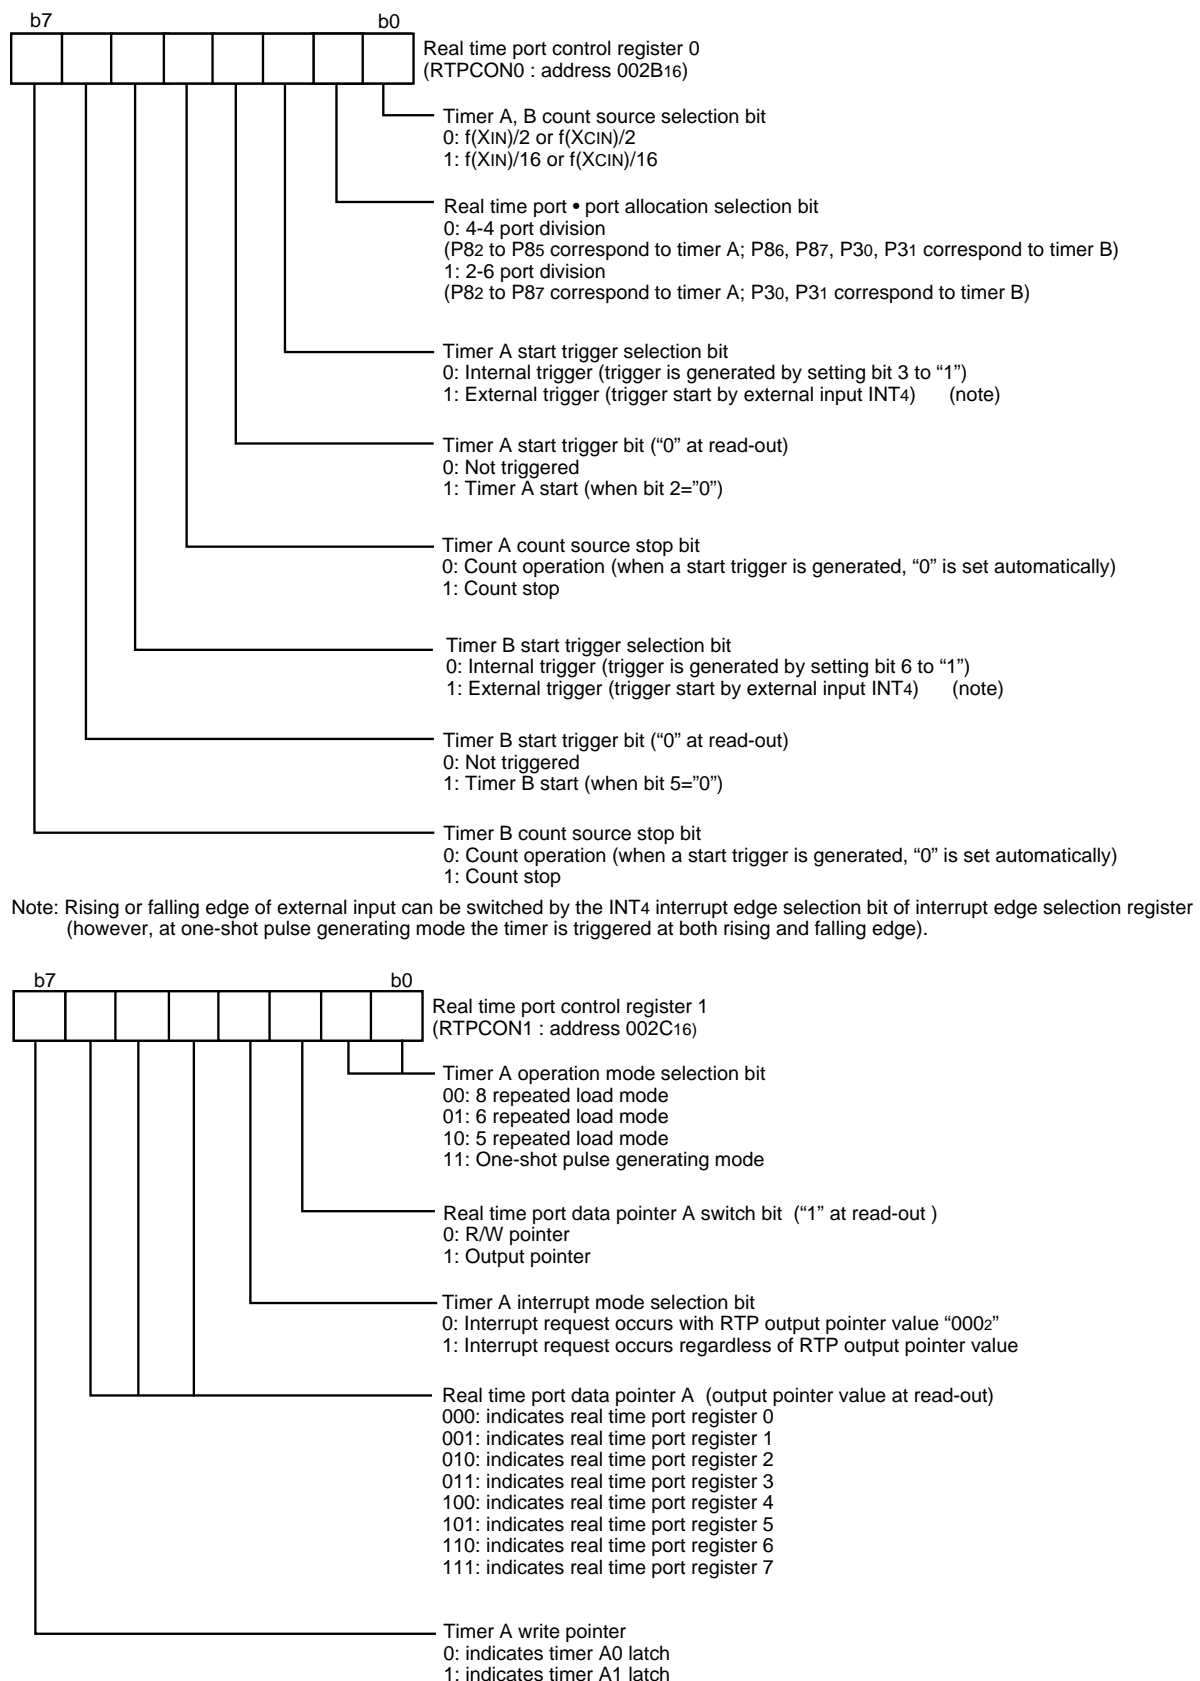 b7 b0
Real time port control register 0
(RTPCON0 : address 002B16)
Timer A, B count source selection bit
0: f(XIN)/2 or f(XCIN)/2
1: f(XIN)/16 or f(XCIN)/16
Real time port • port allocation selection bit
0: 4-4 port division
(P82 to P85 correspond to timer A; P86, P87, P30, P31 correspond to timer B)
1: 2-6 port division
(P82 to P87 correspond to timer A; P30, P31 correspond to timer B)
Timer A start trigger selection bit
0: Internal trigger (trigger is generated by setting bit 3 to “1”)
1: External trigger (trigger start by external input INT4) (note)
Timer A start trigger bit (“0” at read-out)
0: Not triggered
1: Timer A start (when bit 2=”0”)
Timer A count source stop bit
0: Count operation (when a start trigger is generated, “0” is set automatically)
1: Count stop
Timer B start trigger selection bit
0: Internal trigger (trigger is generated by setting bit 6 to “1”)
1: External trigger (trigger start by external input INT4) (note)
Timer B start trigger bit (“0” at read-out)
0: Not triggered
1: Timer B start (when bit 5=”0”)
Timer B count source stop bit
0: Count operation (when a start trigger is generated, “0” is set automatically)
1: Count stop
Note: Rising or falling edge of external input can be switched by the INT4 interrupt edge selection bit of interrupt edge selection register
(however, at one-shot pulse generating mode the timer is triggered at both rising and falling edge).
b7 b0
Real time port control register 1
(RTPCON1 : address 002C16)
Timer A operation mode selection bit
00: 8 repeated load mode
01: 6 repeated load mode
10: 5 repeated load mode
11: One-shot pulse generating mode
Real time port data pointer A switch bit (“1” at read-out )
0: R/W pointer
1: Output pointer
Timer A interrupt mode selection bit
0: Interrupt request occurs with RTP output pointer value “0002”
1: Interrupt request occurs regardless of RTP output pointer value
Real time port data pointer A (output pointer value at read-out)
000: indicates real time port register 0
001: indicates real time port register 1
010: indicates real time port register 2
011: indicates real time port register 3
100: indicates real time port register 4
101: indicates real time port register 5
110: indicates real time port register 6
111: indicates real time port register 7
Timer A write pointer
0: indicates timer A0 latch
1: indicates timer A1 latch